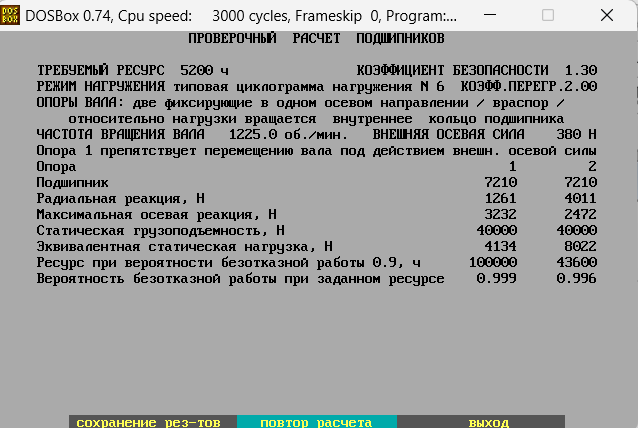 DOSBox 0.74, Cpu speed: 3000 cycles, Frameskip 0, Program:...
ПРОВЕРОЧНЫЙ РАСЧЕТ ПОДШИПНИКОВ
ТРЕБУЕМЫЙ РЕСУРС 5200 ч КОЭФФИЦИЕНТ БЕЗОПАСНОСТИ 1.30
РЕЖИМ НАГРУЖЕНИЯ типовая циклограмма нагружения N 6 КОЭФФ.ПЕРЕГР.2.00
ОПОРЫ ВАЛА: две фиксирующие в одном осевом направлении / враспор /
относительно нагрузки вращается внутреннее кольцо подшипника
ЧАСТОТА ВРАЩЕНИЯ ВАЛА 1225.0 об./мин. ВНЕШНЯЯ ОСЕВАЯ СИЛА 380 Н
Опора 1 препятствует перемещению вала под действием внешн. осевой силы
Опора 1 2
Подшипник 7210 7210
Радиальная реакция, Н 1261 4011
Максимальная осевая реакция, Н 3232 2472
Статическая грузоподъемность, Н 40000 40000
Эквивалентная статическая нагрузка, Н 4134 8022
Ресурс при вероятности безотказной работы 0.9, ч 100000 43600
Вероятность безотказной работы при заданном ресурсе 0.999 0.996
сохранение рез-тов повтор расчета выход